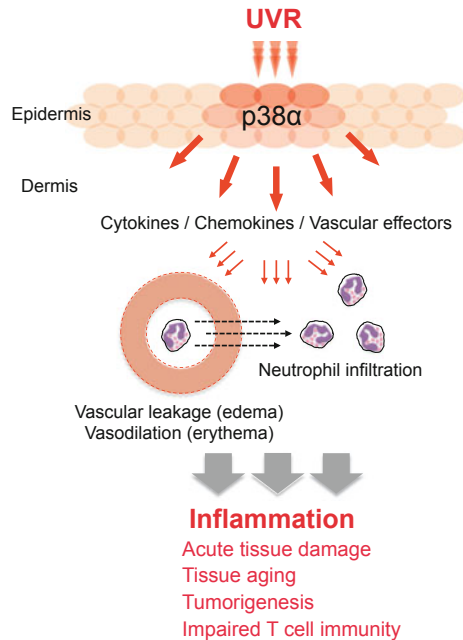 UVR
Epidermis
p38α
Dermis
Cytokines / Chemokines / Vascular effectors
Neutrophil infiltration
Vascular leakage (edema)
Vasodilation (erythema)
Inflammation
Acute tissue damage
Tissue aging
Tumorigenesis
Impaired T cell immunity